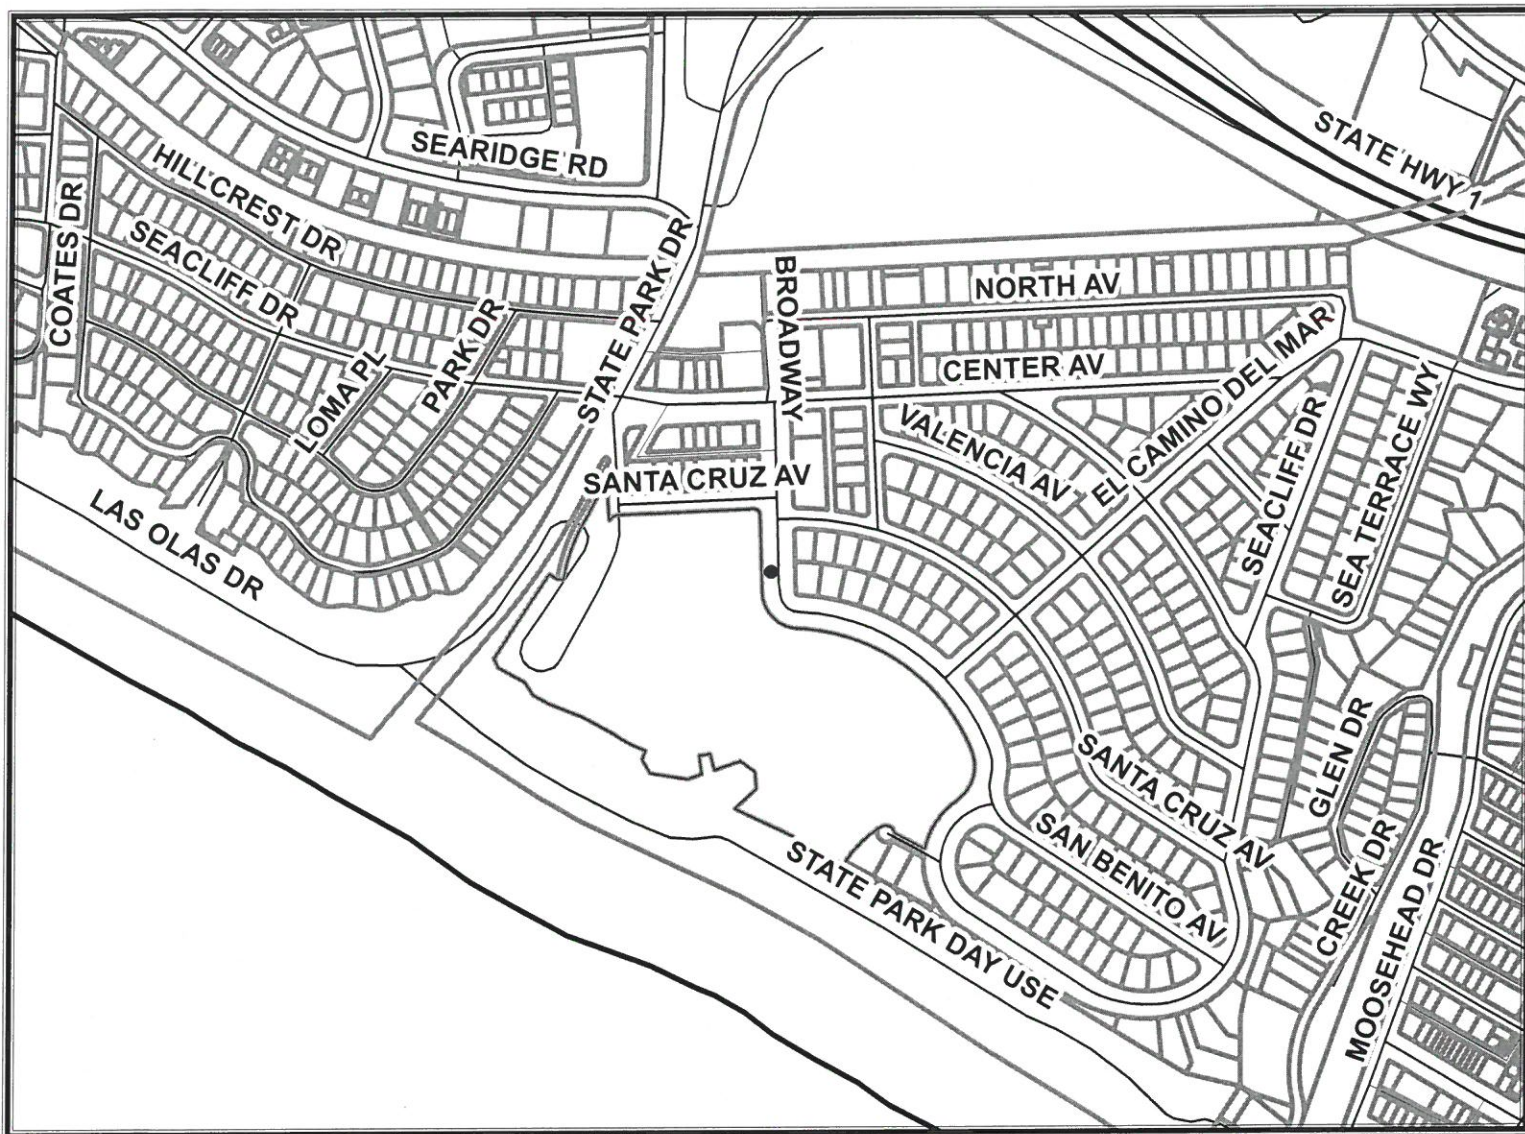 SEARIDGE RD
STATE HWY 1
HILLCREST DR
COATES DR
SEACLIFF DR
STATE PARK DR
BROADWAY
NORTH AV
PARK DR
LOMA PL
CENTER AV
EL CAMINO DEL MAR
VALENCIA AV
SEACLIFF DR
SEA TERRACE WY
SANTA CRUZ AV
LAS OLAS DR
GLEN DR
SANTA CRUZ AV
SAN BENITO AV
CREEK DR
MOOSEHEAD DR
STATE PARK DAY USE